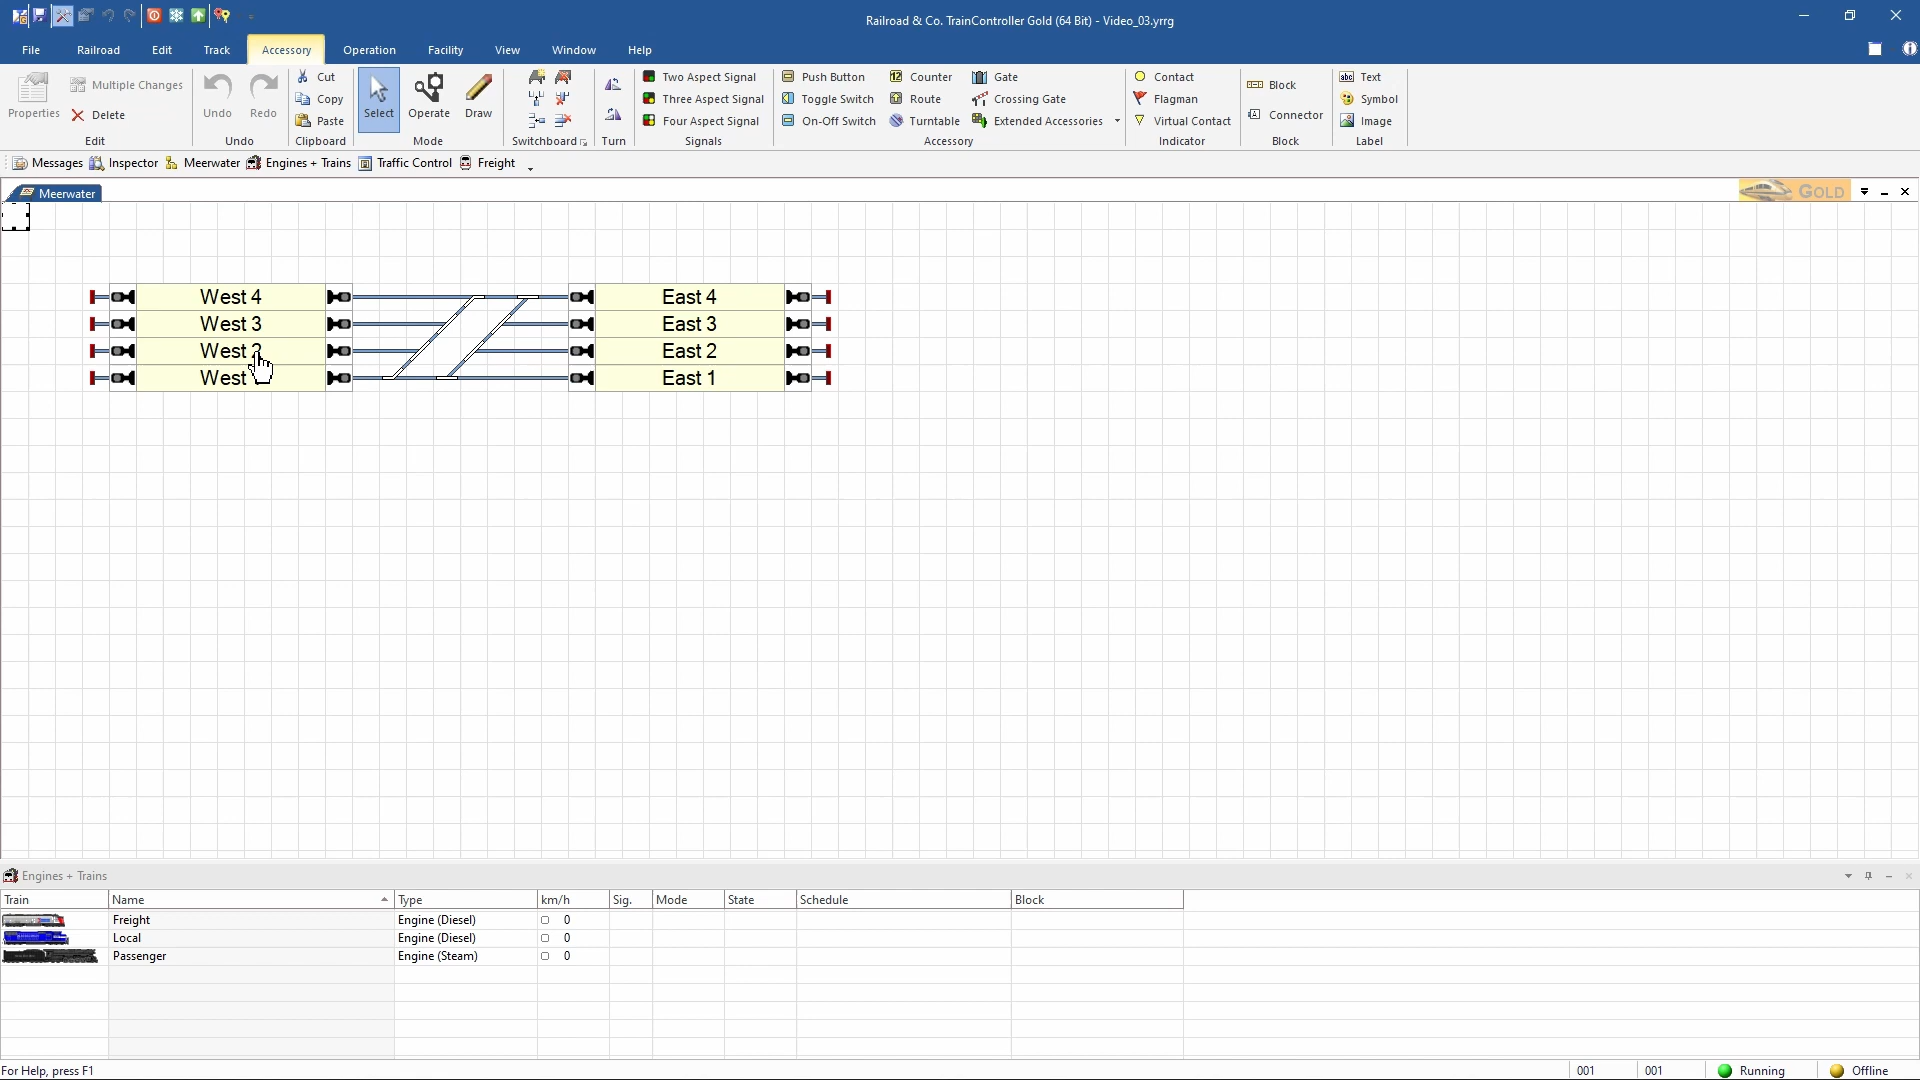 Railroad & Co. TrainController Gold (64 Bit) - Video_03.yrrg
File Railroad Edit Track Accessory Operation Facility View Window Help
Properties Multiple Changes Delete Edit
Undo Redo Undo
Cut Copy Paste Clipboard
Select Operate Draw Mode
Switchboard
Turn
Two Aspect Signal Three Aspect Signal Four Aspect Signal Signals
Push Button Counter Gate
Toggle Switch Route Crossing Gate
On-Off Switch Turntable Extended Accessories
Accessory
Contact Flagman Virtual Contact Indicator
Block Connector Block
Text Symbol Image Label
Messages Inspector Meerwater Engines + Trains Traffic Control Freight
Meerwater GOLD
West 4 East 4
West 3 East 3
West 2 East 2
West East 1
Engines + Trains
Train Name Type km/h Sig. Mode State Schedule Block
Freight Engine (Diesel) 0
Local Engine (Diesel) 0
Passenger Engine (Steam) 0
For Help, press F1 001 001 Running Offline